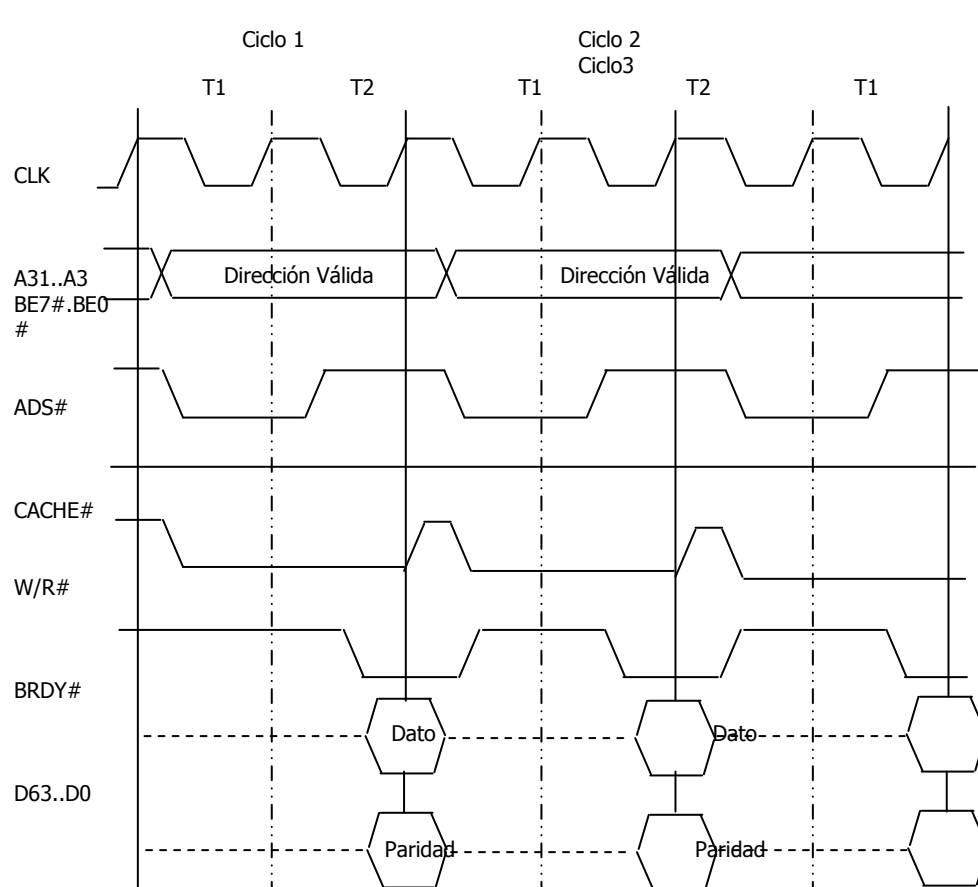 Ciclo 1
Ciclo 2
Ciclo3
T1
T2
T1
T2
T1
CLK
A31..A3
BE7#.BE0
#
Dirección Válida
Dirección Válida
ADS#
CACHE#
W/R#
BRDY#
Dato
Dato
D63..D0
Paridad
Paridad